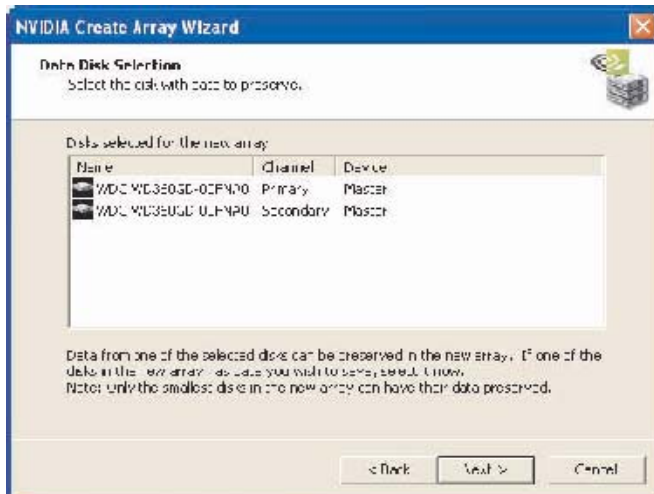 NVIDIA Create Array Wizard
Data Disk Selection
Select the disk with data to preserve.
Disks selected for the new array
Name Channel Device
WDC Primary Master
WDC Secondary Master
Data from one of the selected disks can be preserved in the new array. If one of the
disks in the new array has data you wish to save, select it now.
Note: Only the smallest disks in the new array can have their data preserved.
< Back Next > Cancel